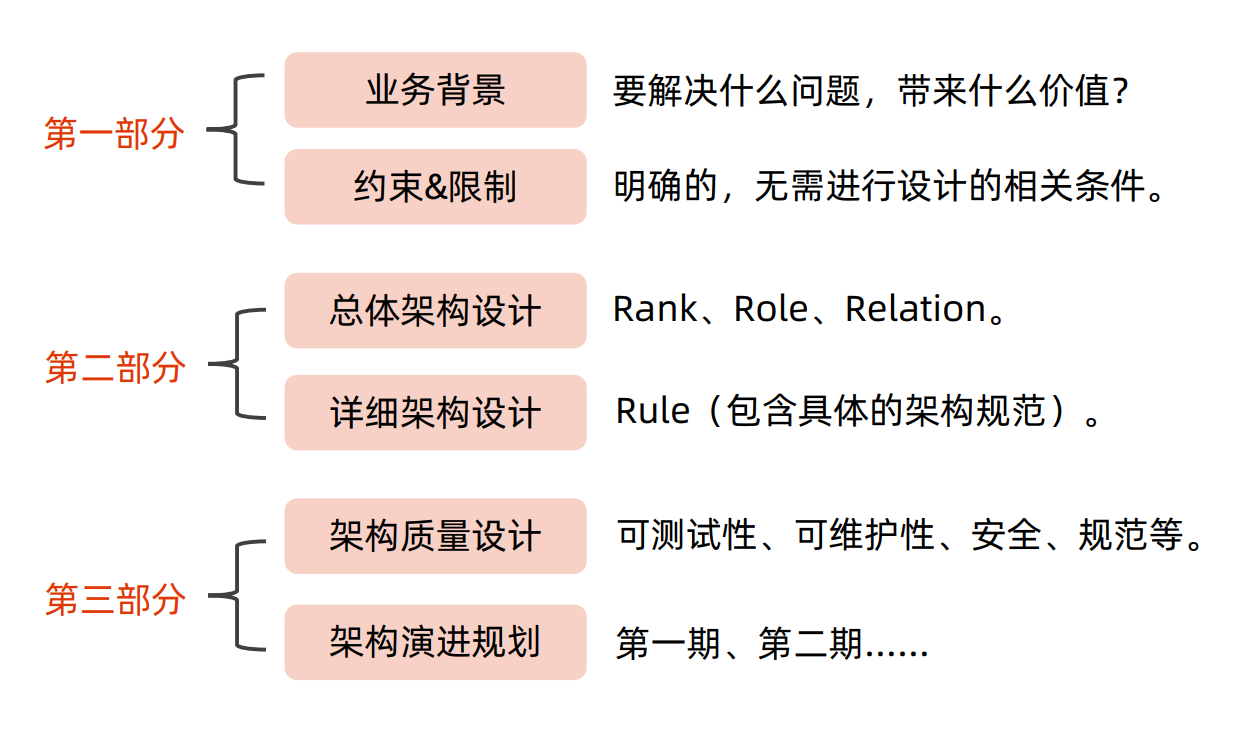 第一部分
业务背景
要解决什么问题，带来什么价值？
约束&限制
明确的，无需进行设计的相关条件。
第二部分
总体架构设计
Rank、Role、Relation。
详细架构设计
Rule（包含具体的架构规范）。
第三部分
架构质量设计
可测试性、可维护性、安全、规范等。
架构演进规划
第一期、第二期……